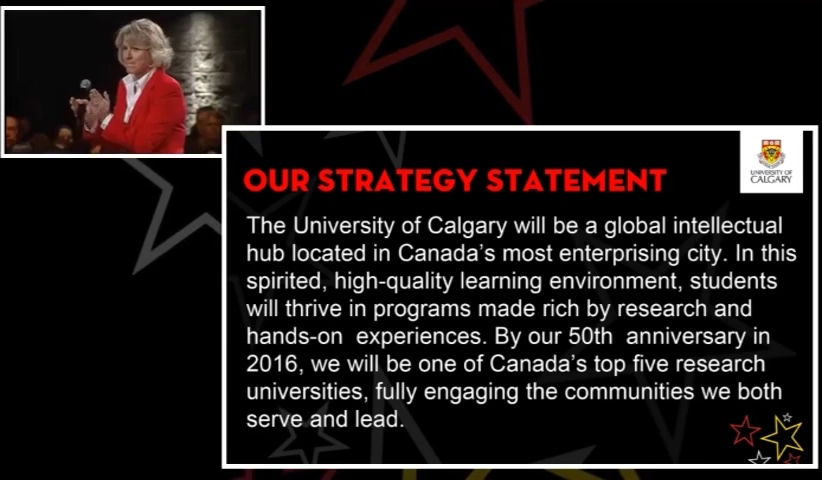 OUR STRATEGY STATEMENT
UNIVERSITY OF
CALGARY
The University of Calgary will be a global intellectual
hub located in Canada's most enterprising city. In this
spirited, high-quality learning environment, students
will thrive in programs made rich by research and
hands-on experiences. By our 50th anniversary in
2016, we will be one of Canada's top five research
universities, fully engaging the communities we both
serve and lead.